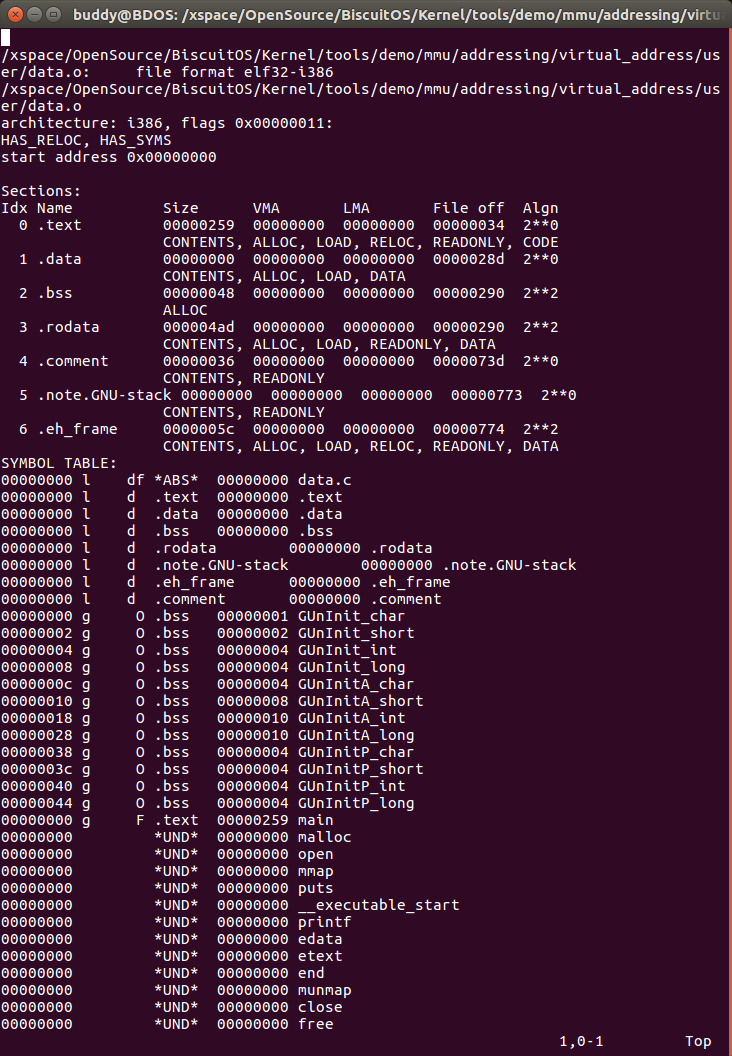 buddy@BDOS: /xspace/OpenSource/BiscuitOS/Kernel/tools/demo/mmu/addressing/virtua
/xspace/OpenSource/BiscuitOS/Kernel/tools/demo/mmu/addressing/virtual_address/us
er/data.o:     file format elf32-i386
/xspace/OpenSource/BiscuitOS/Kernel/tools/demo/mmu/addressing/virtual_address/us
er/data.o
architecture: i386, flags 0x00000011:
HAS_RELOC, HAS_SYMS
start address 0x00000000
Sections:
Idx Name          Size      VMA       LMA       File off  Algn
  0 .text         00000259  00000000  00000000  00000034  2**0
                  CONTENTS, ALLOC, LOAD, RELOC, READONLY, CODE
  1 .data         00000000  00000000  00000000  0000028d  2**0
                  CONTENTS, ALLOC, LOAD, DATA
  2 .bss          00000048  00000000  00000000  00000290  2**2
                  ALLOC
  3 .rodata       000004ad  00000000  00000000  00000290  2**2
                  CONTENTS, ALLOC, LOAD, READONLY, DATA
  4 .comment      00000036  00000000  00000000  0000073d  2**0
                  CONTENTS, READONLY
  5 .note.GNU-stack 00000000  00000000  00000000  00000773  2**0
                  CONTENTS, READONLY
  6 .eh_frame     0000005c  00000000  00000000  00000774  2**2
                  CONTENTS, ALLOC, LOAD, RELOC, READONLY, DATA
SYMBOL TABLE:
00000000 l    df *ABS*  00000000 data.c
00000000 l    d  .text  00000000 .text
00000000 l    d  .data  00000000 .data
00000000 l    d  .bss   00000000 .bss
00000000 l    d  .rodata        00000000 .rodata
00000000 l    d  .note.GNU-stack        00000000 .note.GNU-stack
00000000 l    d  .eh_frame      00000000 .eh_frame
00000000 l    d  .comment       00000000 .comment
00000000 g     O .bss   00000001 GUnInit_char
00000002 g     O .bss   00000002 GUnInit_short
00000004 g     O .bss   00000004 GUnInit_int
00000008 g     O .bss   00000004 GUnInit_long
0000000c g     O .bss   00000004 GUnInitA_char
00000010 g     O .bss   00000008 GUnInitA_short
00000018 g     O .bss   00000010 GUnInitA_int
00000028 g     O .bss   00000010 GUnInitA_long
00000038 g     O .bss   00000004 GUnInitP_char
0000003c g     O .bss   00000004 GUnInitP_short
00000040 g     O .bss   00000004 GUnInitP_int
00000044 g     O .bss   00000004 GUnInitP_long
00000000 g     F .text  00000259 main
00000000         *UND*  00000000 malloc
00000000         *UND*  00000000 open
00000000         *UND*  00000000 mmap
00000000         *UND*  00000000 puts
00000000         *UND*  00000000 __executable_start
00000000         *UND*  00000000 printf
00000000         *UND*  00000000 edata
00000000         *UND*  00000000 etext
00000000         *UND*  00000000 end
00000000         *UND*  00000000 munmap
00000000         *UND*  00000000 close
00000000         *UND*  00000000 free
1,0-1         Top